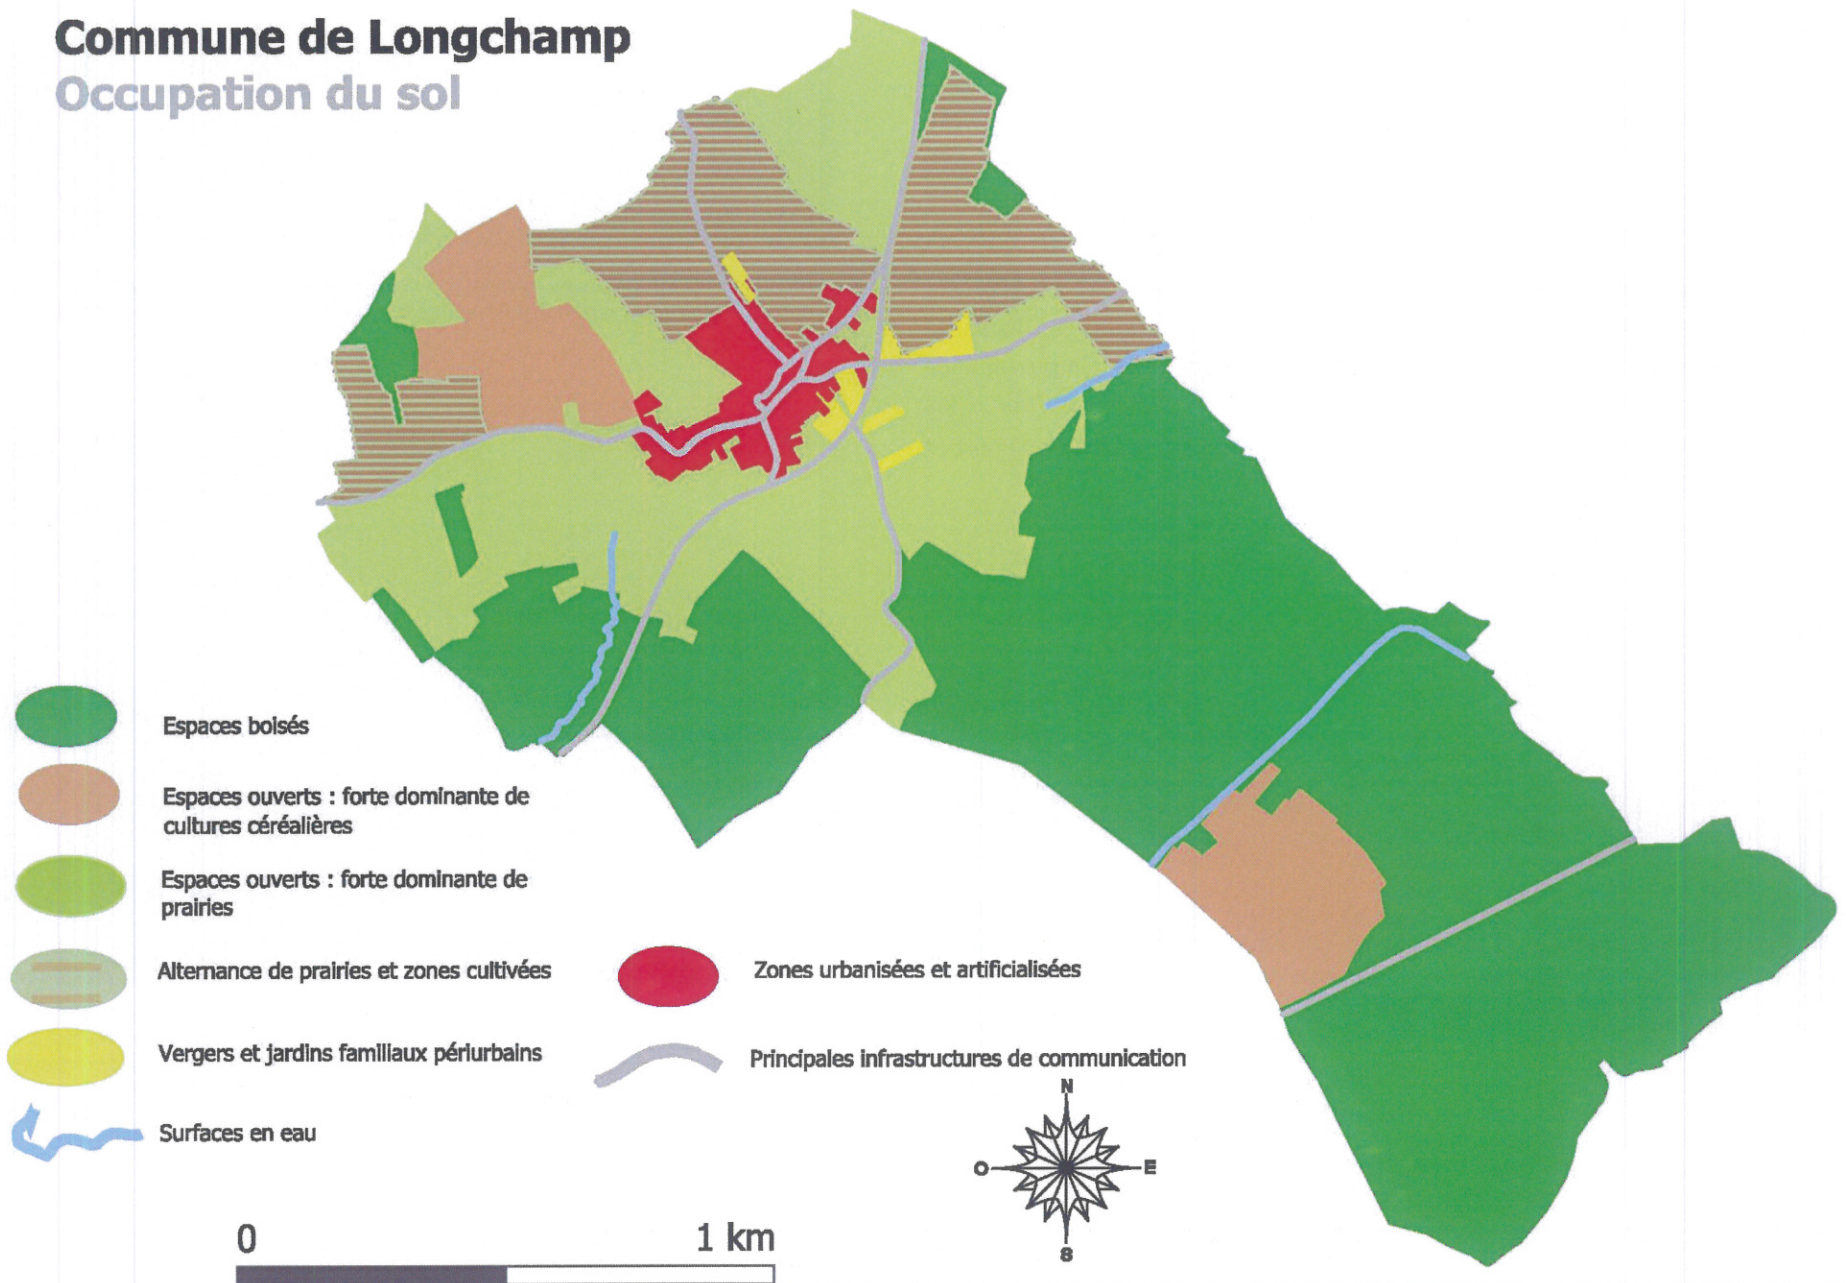 Commune de Longchamp
Occupation du sol
Espaces boisés
Espaces ouverts : forte dominante de
cultures céréalières
Espaces ouverts : forte dominante de
prairies
Alternance de prairies et zones cultivées
Vergers et jardins familiaux périurbains
Surfaces en eau
Zones urbanisées et artificialisées
Principales infrastructures de communication
N
O
E
S
0
1 km